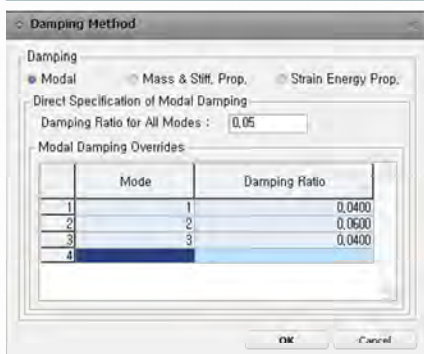 Damping Method
Damping
Modal Mass & Stiff, Prop, Strain Energy Prop,
Direct Specification of Modal Damping
Damping Ratio for All Modes : 0,05
Modal Damping Overrides
Mode Damping Ratio
1 1 0,0400
2 2 0,0600
3 3 0,0400
4
OK Cancel